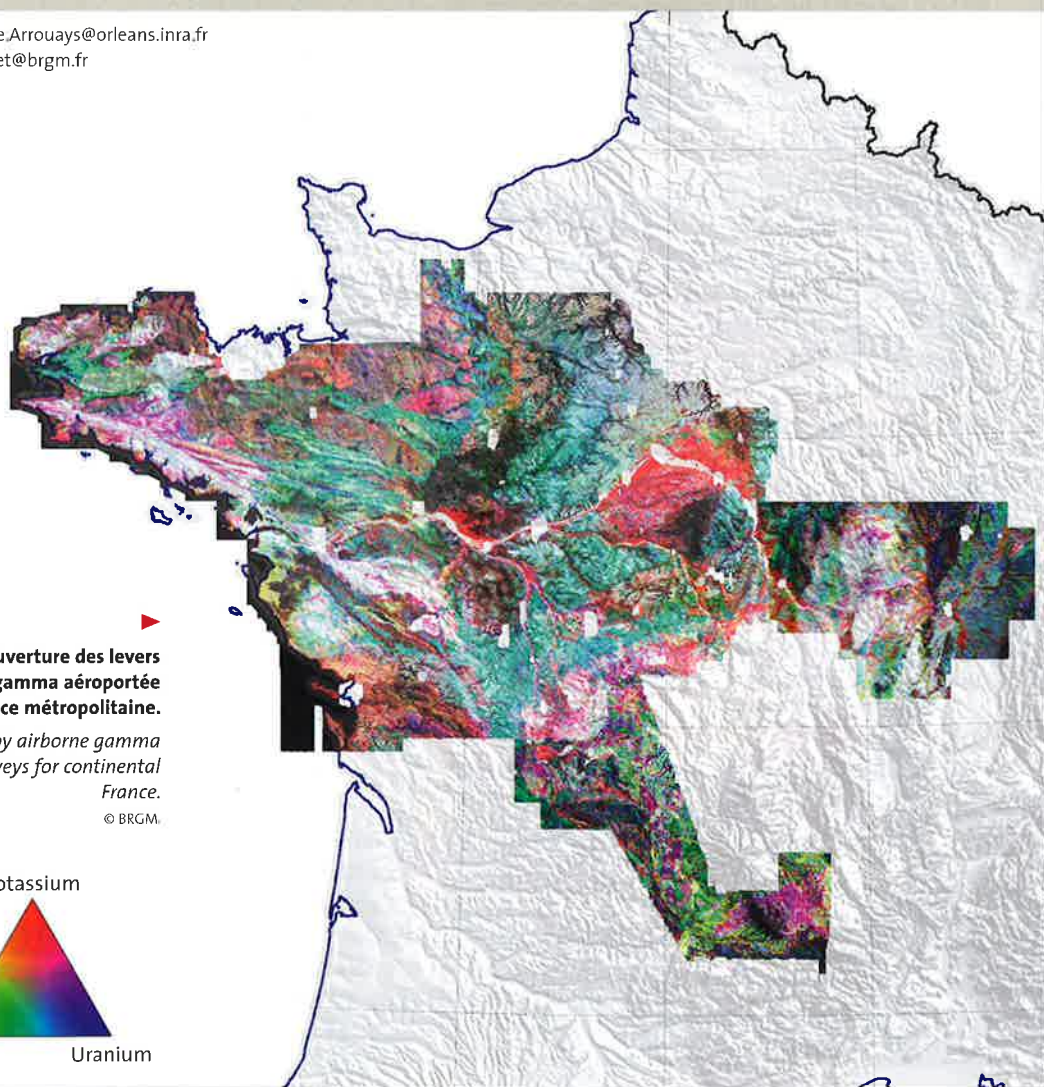 e.Arrouays@orleans.inra.fr
et@brgm.fr
uverture des levers
gamma aéroportée
ce métropolitaine.
by airborne gamma
veys for continental
France.
© BRGM.
otassium
Uranium